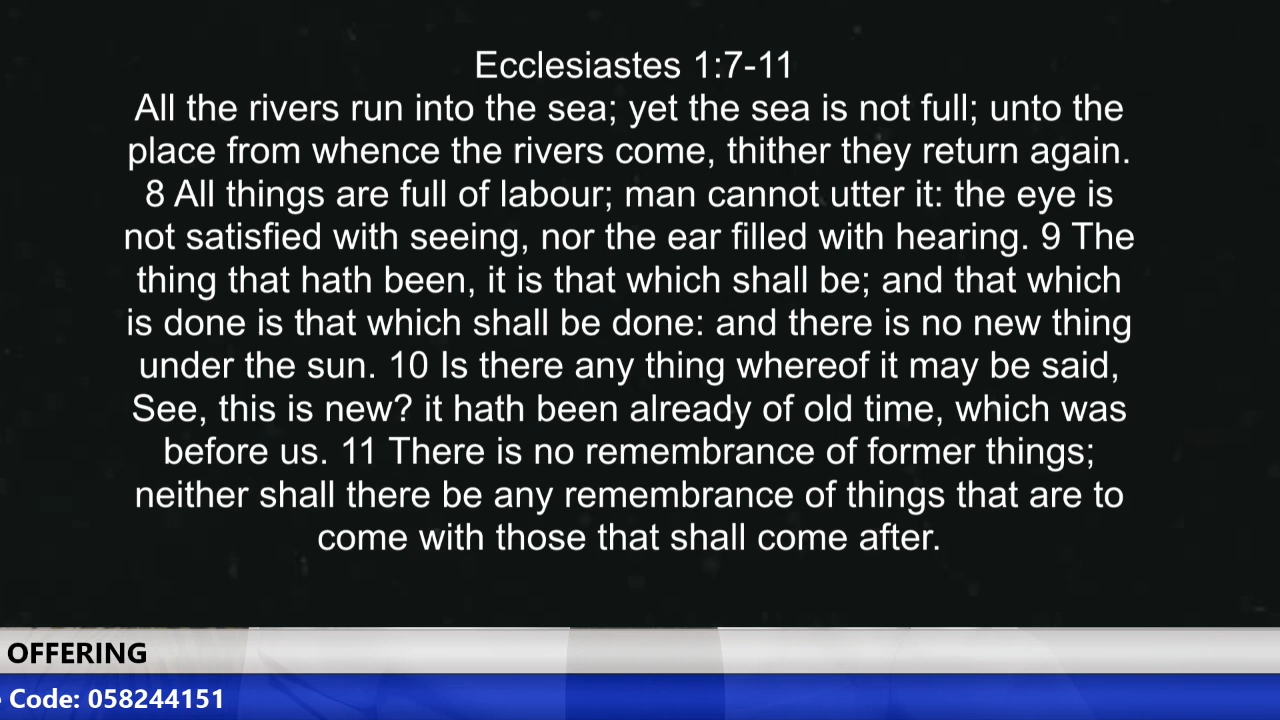 Ecclesiastes 1:7-11
All the rivers run into the sea; yet the sea is not full; unto the
place from whence the rivers come, thither they return again.
8 All things are full of labour; man cannot utter it: the eye is
not satisfied with seeing, nor the ear filled with hearing. 9 The
thing that hath been, it is that which shall be; and that which
is done is that which shall be done: and there is no new thing
under the sun. 10 Is there any thing whereof it may be said,
See, this is new? it hath been already of old time, which was
before us. 11 There is no remembrance of former things;
neither shall there be any remembrance of things that are to
come with those that shall come after.
OFFERING
Code: 058244151